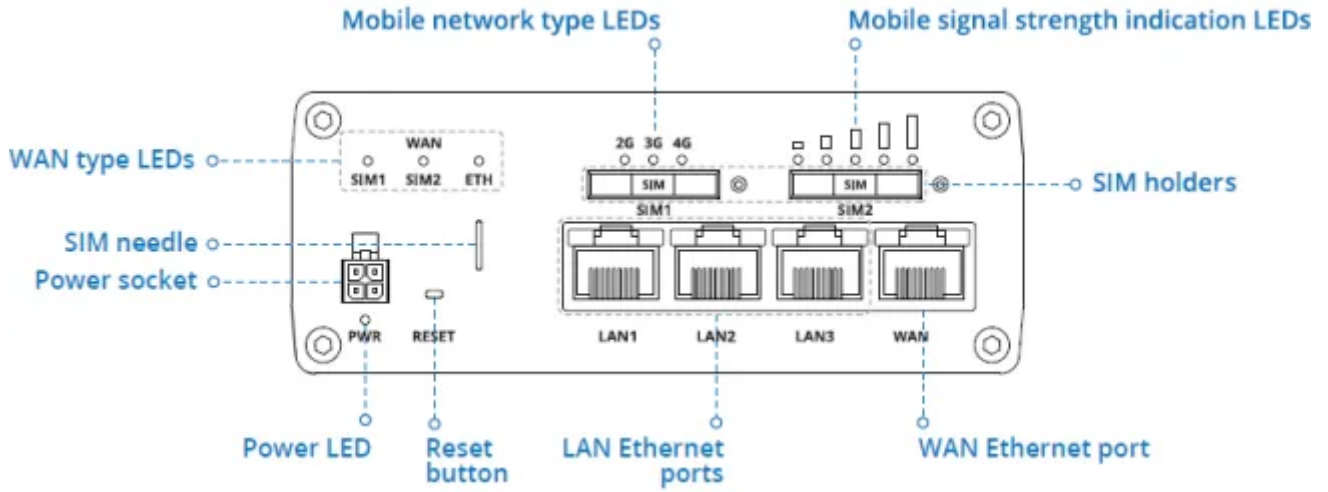 Mobile network type LEDs
Mobile signal strength indication LEDs
WAN type LEDs
WAN
SIM1 SIM2 ETH
2G 3G 4G
SIM
SIM
SIM1
SIM2
SIM holders
SIM needle
Power socket
PWR
RESET
LAN1
LAN2
LAN3
WAN
Power LED
Reset
button
LAN Ethernet
ports
WAN Ethernet port